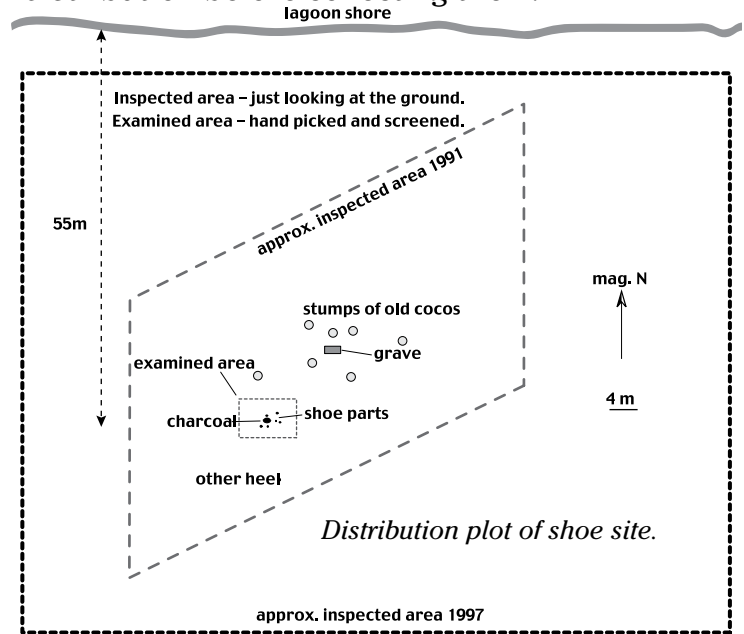 lagoon shore
Inspected area – just looking at the ground.
Examined area – hand picked and screened.
approx. inspected area 1991
55m
mag. N
stumps of old cocos
grave
examined area
4 m
charcoal
shoe parts
other heel
Distribution plot of shoe site.
approx. inspected area 1997